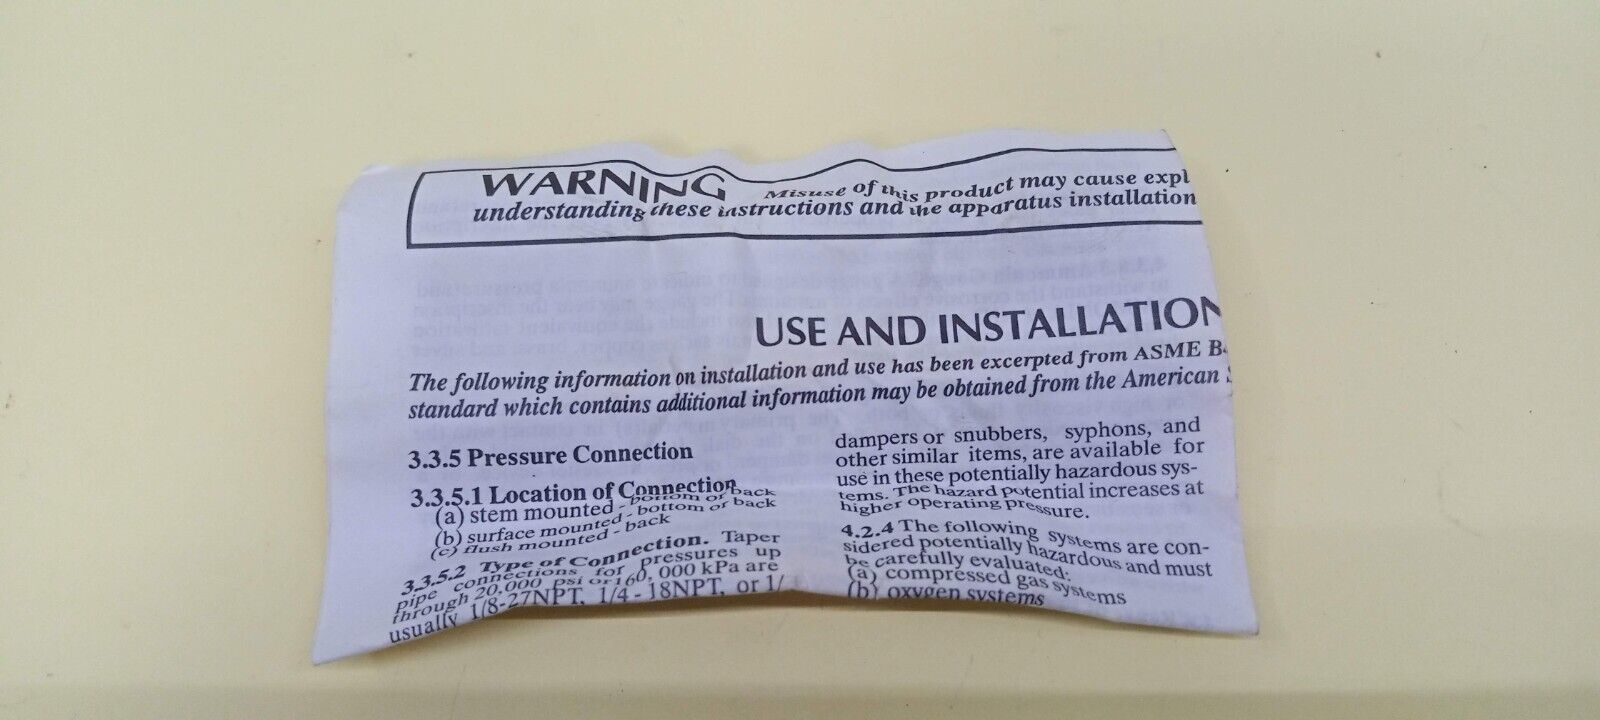 WARNING Misuse of this product may cause expl
understanding these instructions and the apparatus installation
USE AND INSTALLATION
The following information on installation and use has been excerpted from ASME B
standard which contains additional information may be obtained from the American
3.3.5 Pressure Connection
3.3.5.1 Location of Connection
(a) stem mounted - bottom or back
(b) surface mounted - bottom or back
(c) flush mounted - back
3.3.5.2 Type of Connection. Taper
pipe connections for pressures up
through 20,000 psi or 160,000 kPa are
usually 1/8-27NPT, 1/4 - 18NPT, or 1/
dampers or snubbers, syphons, and
other similar items, are available for
use in these potentially hazardous sys-
tems. The hazard potential increases at
higher operating pressure.
4.2.4 The following systems are con-
sidered potentially hazardous and must
be carefully evaluated:
(a) compressed gas systems
(b) oxygen systems